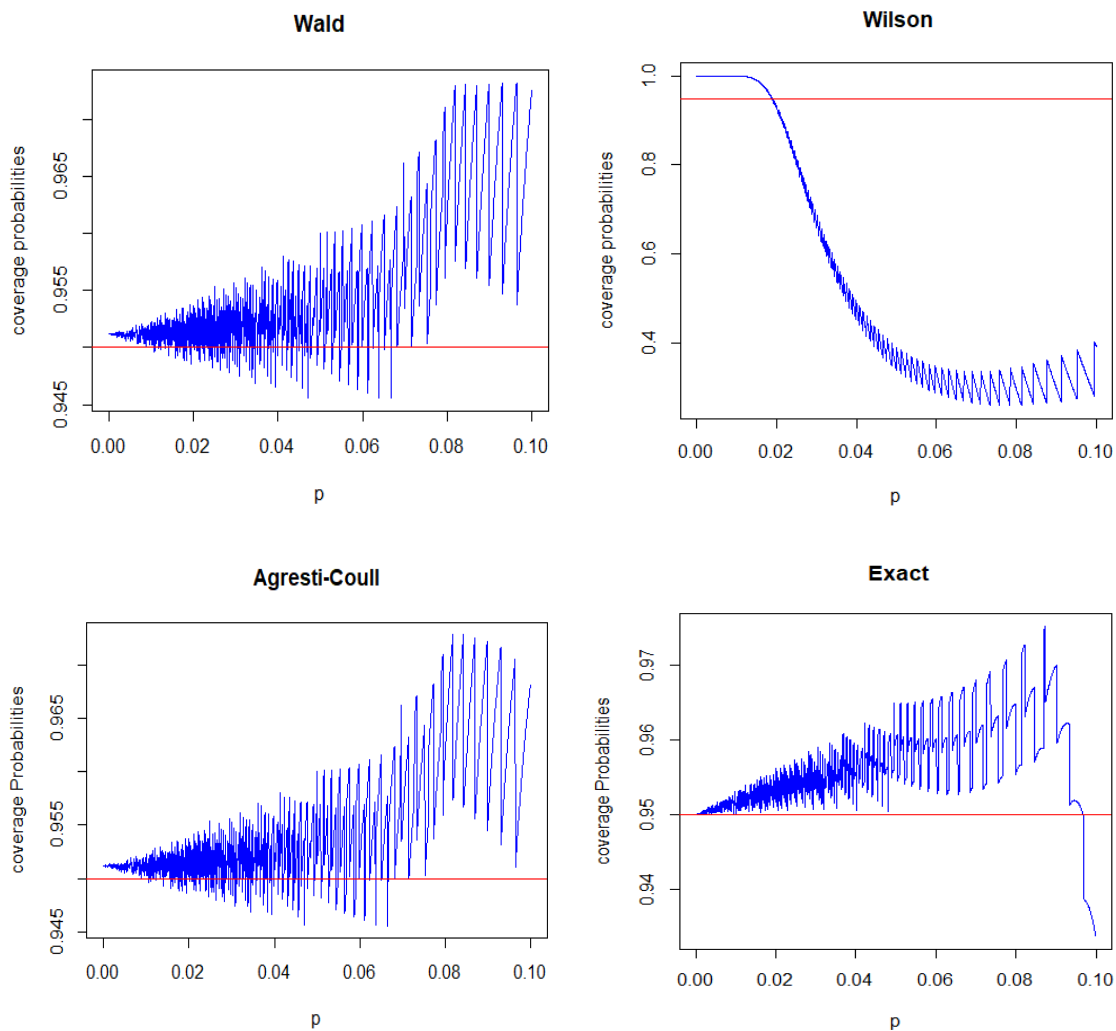 Wald
coverage probabilities
0.965
0.955
0.945
0.00 0.02 0.04 0.06 0.08 0.10
p
Wilson
coverage probabilities
1.0
0.8
0.6
0.4
0.00 0.02 0.04 0.06 0.08 0.10
p
Agresti-Coull
coverage Probabilities
0.965
0.955
0.945
0.00 0.02 0.04 0.06 0.08 0.10
p
Exact
coverage Probabilities
0.97
0.96
0.95
0.94
0.00 0.02 0.04 0.06 0.08 0.10
p